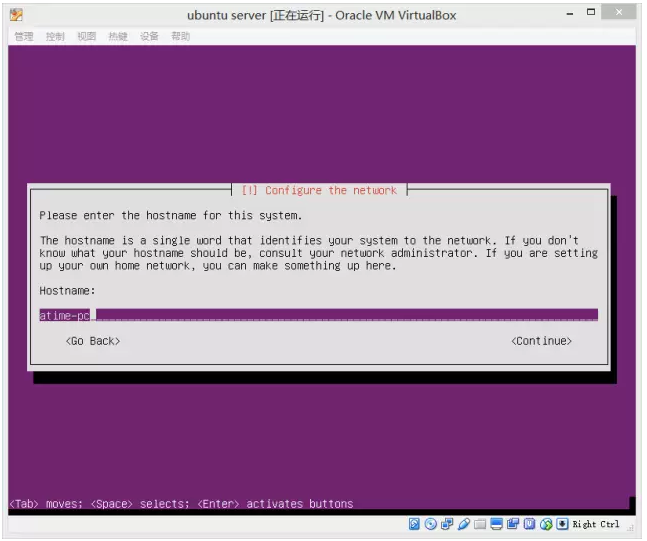 ubuntu server [正在运行] - Oracle VM VirtualBox
管理 控制 视图 热键 设备 帮助
[!] Configure the network
Please enter the hostname for this system.
The hostname is a single word that identifies your system to the network. If you don't
know what your hostname should be, consult your network administrator. If you are setting
up your own home network, you can make something up here.
Hostname:
atime-pc
<Go Back> <Continue>
<Tab> moves; <Space> selects; <Enter> activates buttons
Right Ctrl